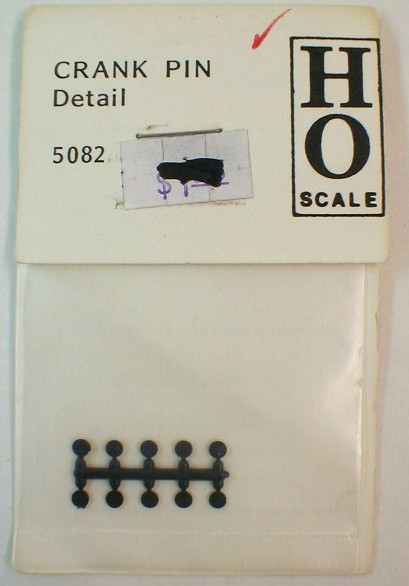 CRANK PIN
Detail
5082
HO
SCALE